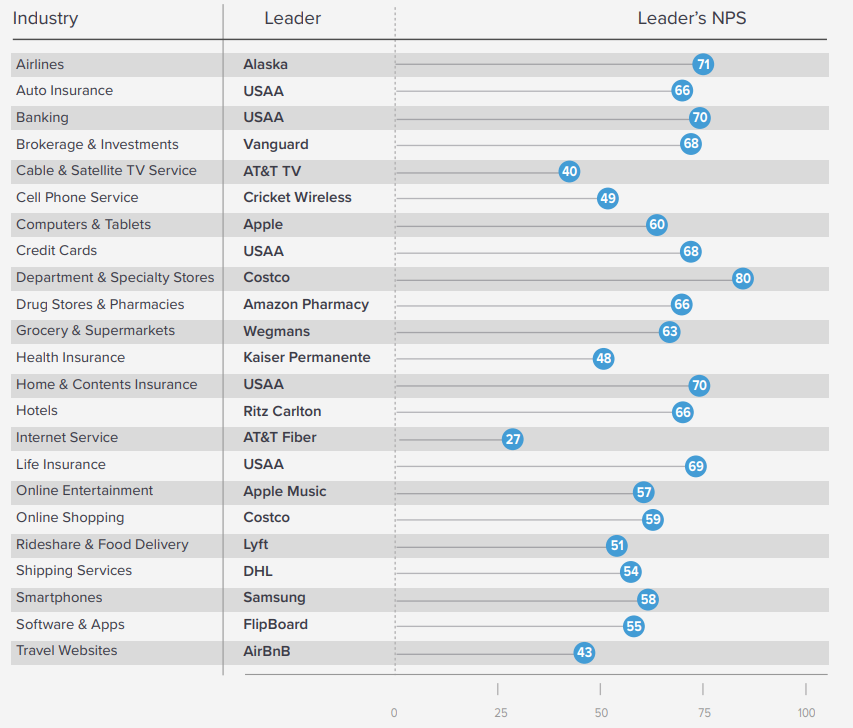 Industry Leader Leader's NPS
Airlines Alaska 71
Auto Insurance USAA 66
Banking USAA 70
Brokerage & Investments Vanguard 68
Cable & Satellite TV Service AT&T TV 40
Cell Phone Service Cricket Wireless 49
Computers & Tablets Apple 60
Credit Cards USAA 68
Department & Specialty Stores Costco 80
Drug Stores & Pharmacies Amazon Pharmacy 66
Grocery & Supermarkets Wegmans 63
Health Insurance Kaiser Permanente 48
Home & Contents Insurance USAA 70
Hotels Ritz Carlton 66
Internet Service AT&T Fiber 27
Life Insurance USAA 69
Online Entertainment Apple Music 57
Online Shopping Costco 59
Rideshare & Food Delivery Lyft 51
Shipping Services DHL 54
Smartphones Samsung 58
Software & Apps FlipBoard 55
Travel Websites AirBnB 43
0 25 50 75 100